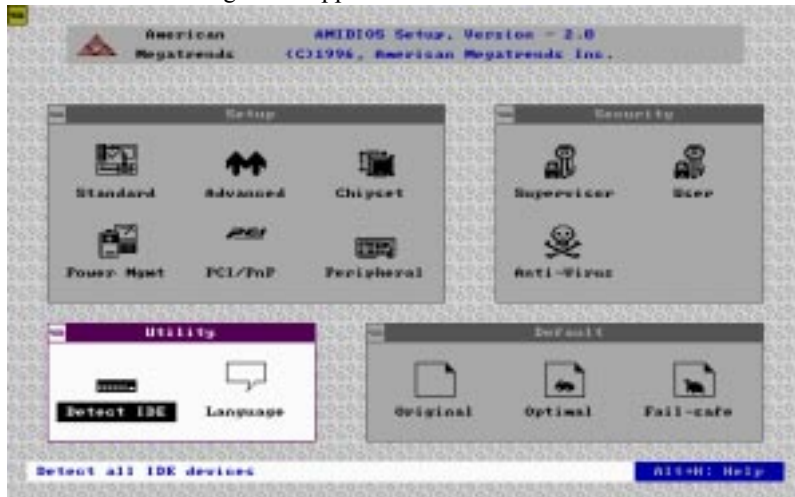 American
Megatrends
AMIBIOS Setup, Version - 2.0
(C)1996, American Megatrends Inc.
Setup
Standard
Advanced
Chipset
Power Mgmt
PCI
PCI/PnP
Peripheral
Security
Supervisor
User
Anti-Virus
Utility
Detect IDE
Language
Default
Original
Optimal
Fail-safe
Detect all IDE devices
Alt+H: Help